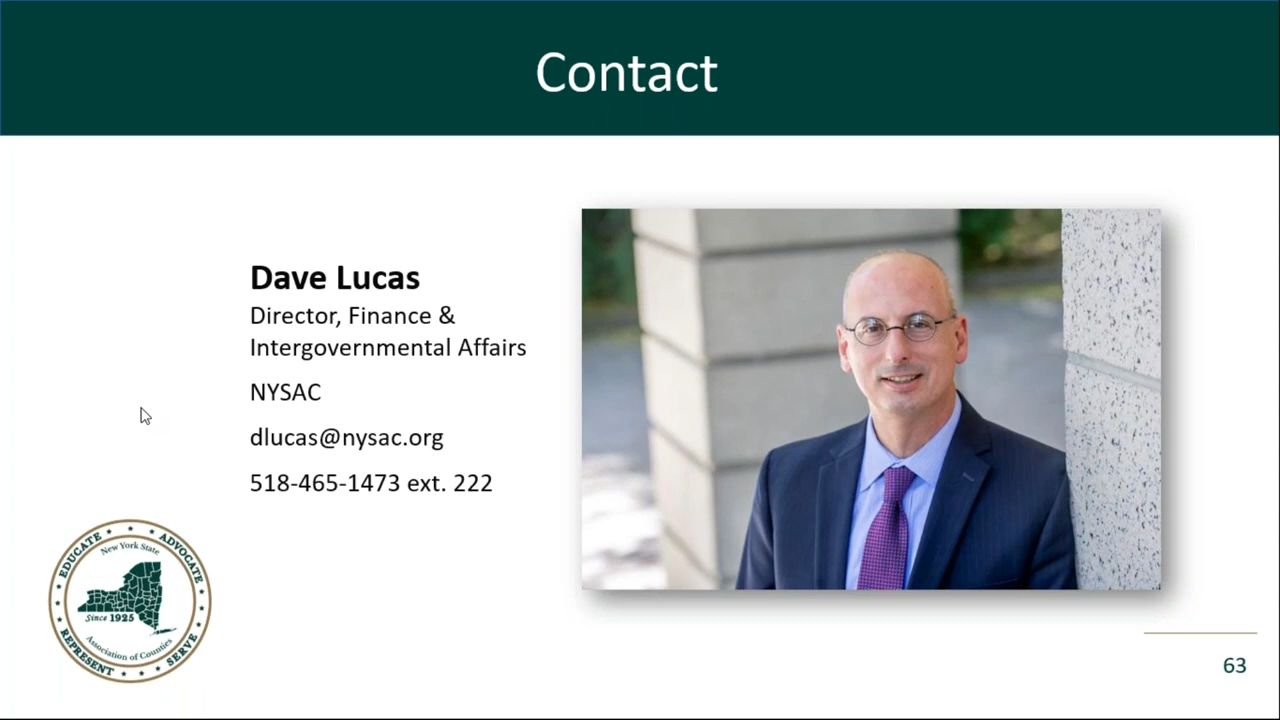 Contact
Dave Lucas
Director, Finance &
Intergovernmental Affairs
NYSAC
dlucas@nysac.org
518-465-1473 ext. 222
EDUCATE
ADVOCATE
New York State
Since 1925
Association of Counties
REPRESENT
SERVE
63